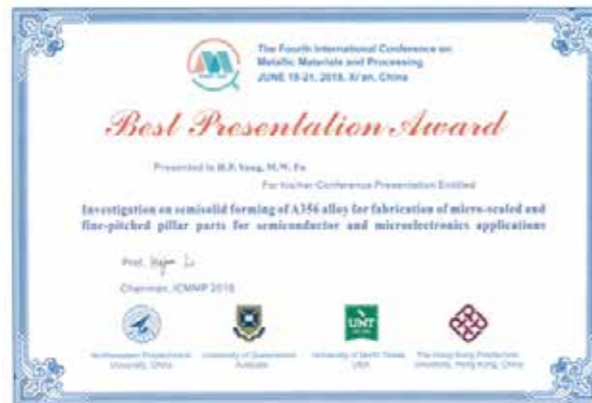 The Fourth International Conference on
Metallic Materials and Processing
JUNE 2018, Xi'an, China
Best Presentation Award
Presented to M.W. Fu
For his/her Conference Presentation Entitled
Investigation on semisolid forming of A356 alloy for fabrication of micro-scaled and
fine-pitched pillar parts for semiconductor and microelectronics applications
Prof.
Chairman, ICMMP 2018
Northwestern Polytechnical
University, China
University of Queensland
Australia
UNT
University of North Texas
USA
The Hong Kong Polytechnic
University, Hong Kong, China